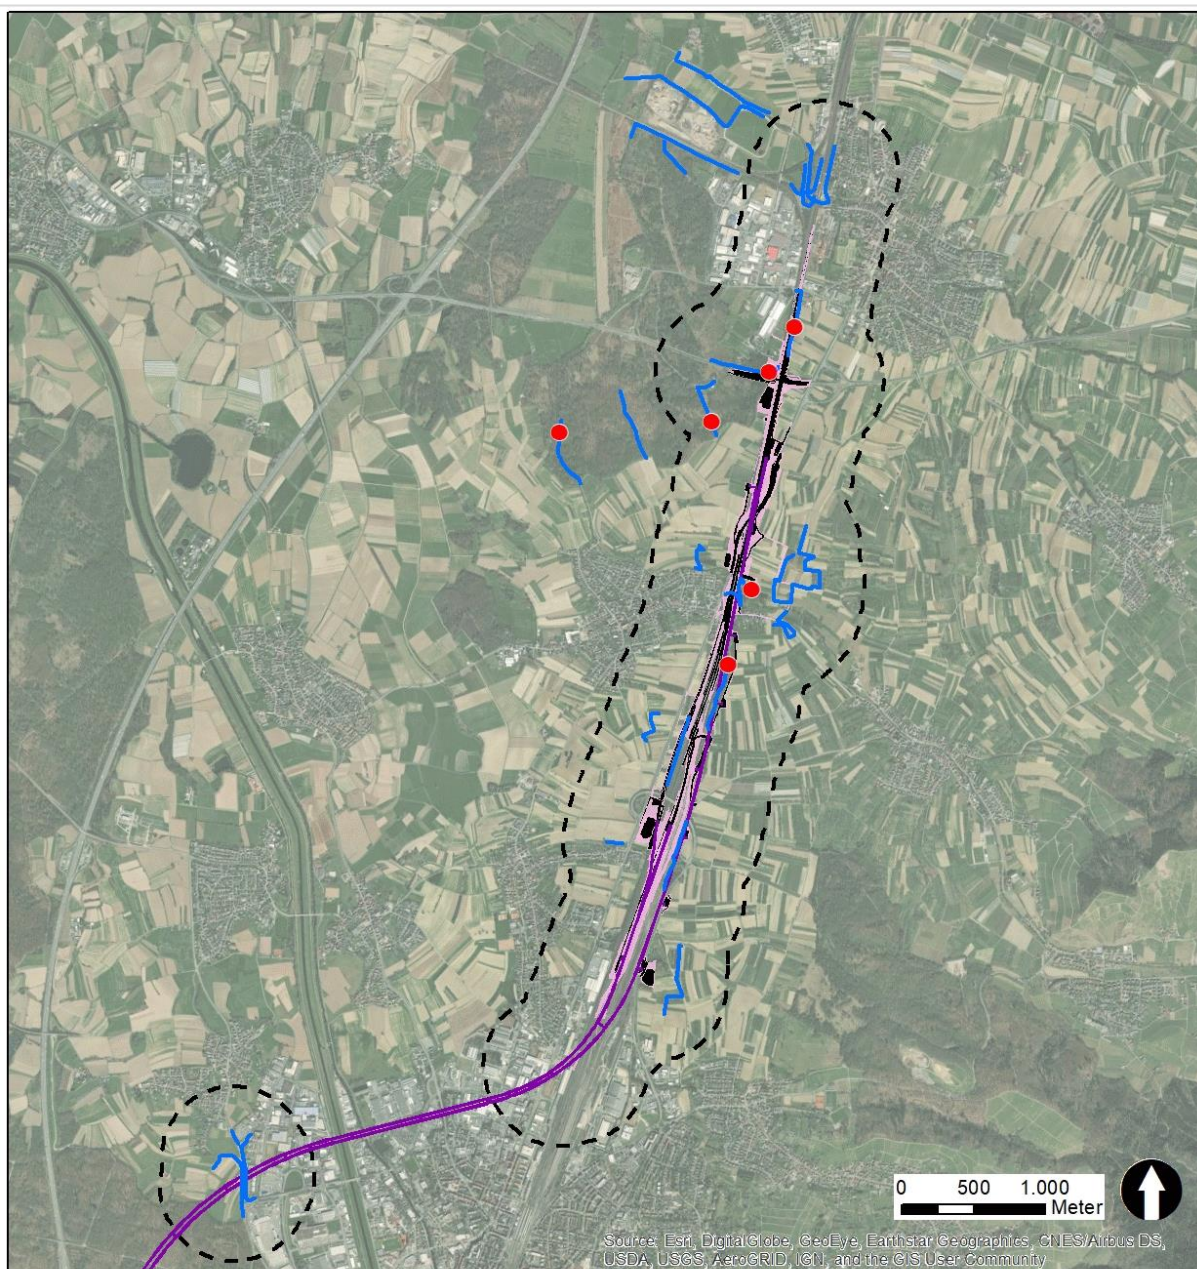 0 500 1.000
Meter
Source: Esri, DigitalGlobe, GeoEye, Earthstar Geographics, CNES/Airbus DS,
USDA, USGS, AeroGRID, IGN, and the GIS User Community